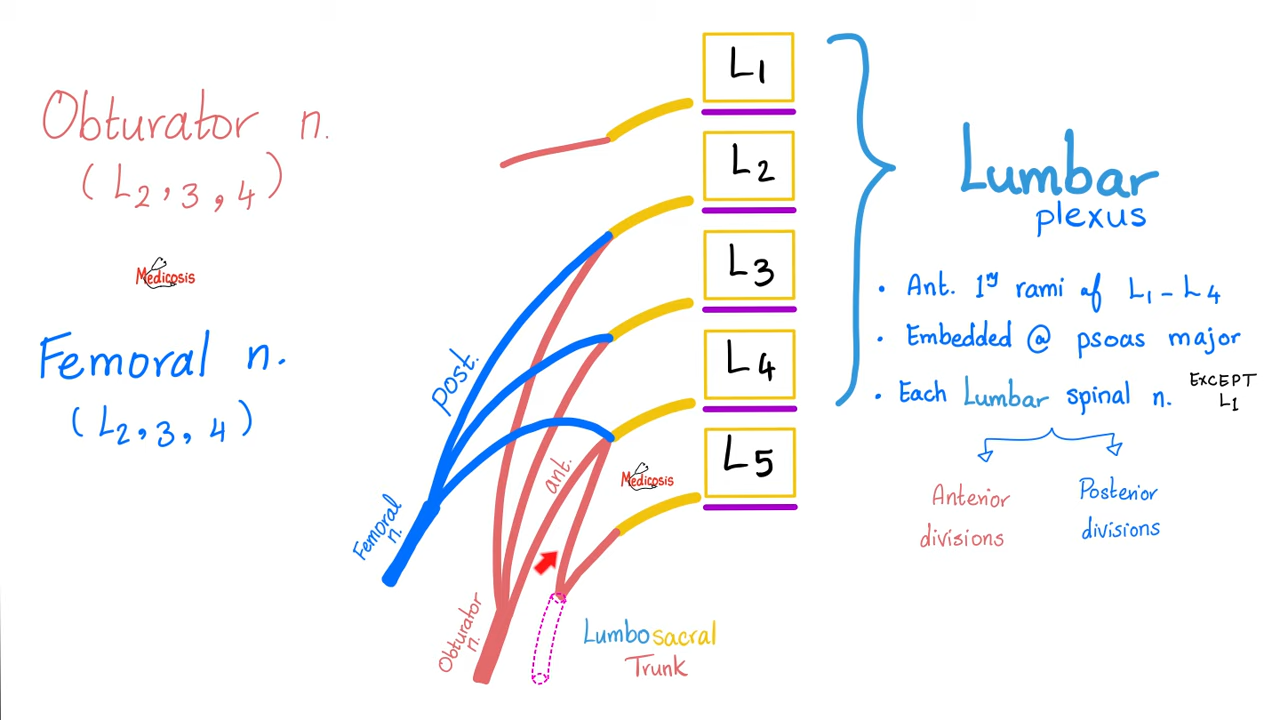 Obturator n.
(L2, 3, 4)
Medicosis
Femoral n.
(L2, 3, 4)
L1
L2
L3
L4
L5
post.
ant.
Medicosis
Femoral
n.
Obturator
n.
Lumbosacral
Trunk
Lumbar
plexus
• Ant. 1ry rami of L1 - L4
• Embedded @ psoas major
• Each Lumbar spinal n. EXCEPT
L1
Anterior
divisions
Posterior
divisions